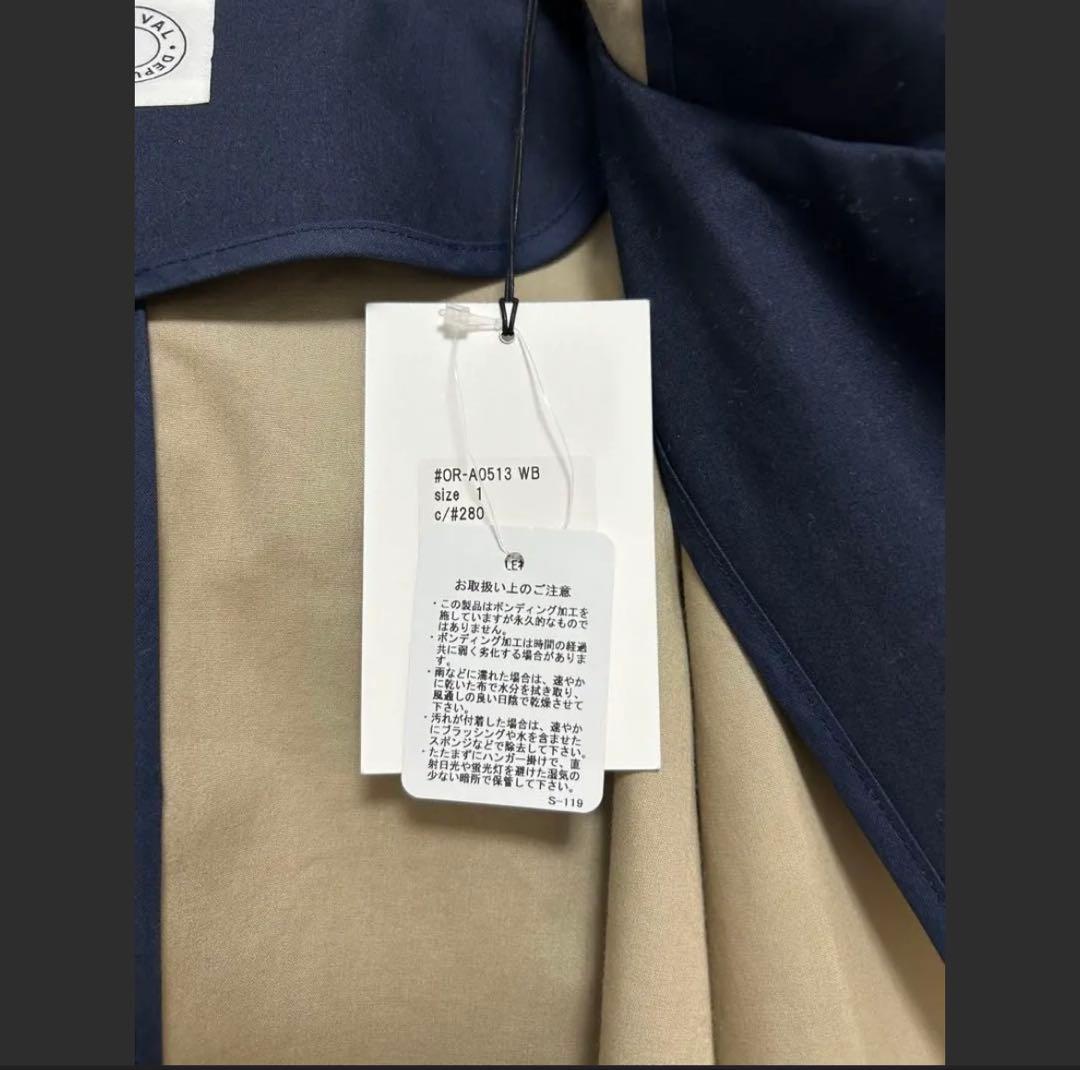 VAL • DEPU
#OR-A0513 WB
size 1
c/#280
お取扱い上のご注意
・この製品はボンディング加工を
施していますが永久的なもので
はありません。
・ボンディング加工は時間の経過
共に弱く劣化する場合がありま
す。
・雨などに濡れた場合は、速やか
に乾いた布で水分を拭き取り、
風通しの良い日陰で乾燥させて
下さい。
・汚れが付着した場合は、速やか
にブラッシングや水を含ませた
スポンジなどで除去して下さい。
・たたまずにハンガー掛けで、直
射日光や蛍光灯を避けた湿気の
少ない暗所で保管して下さい。
S-119